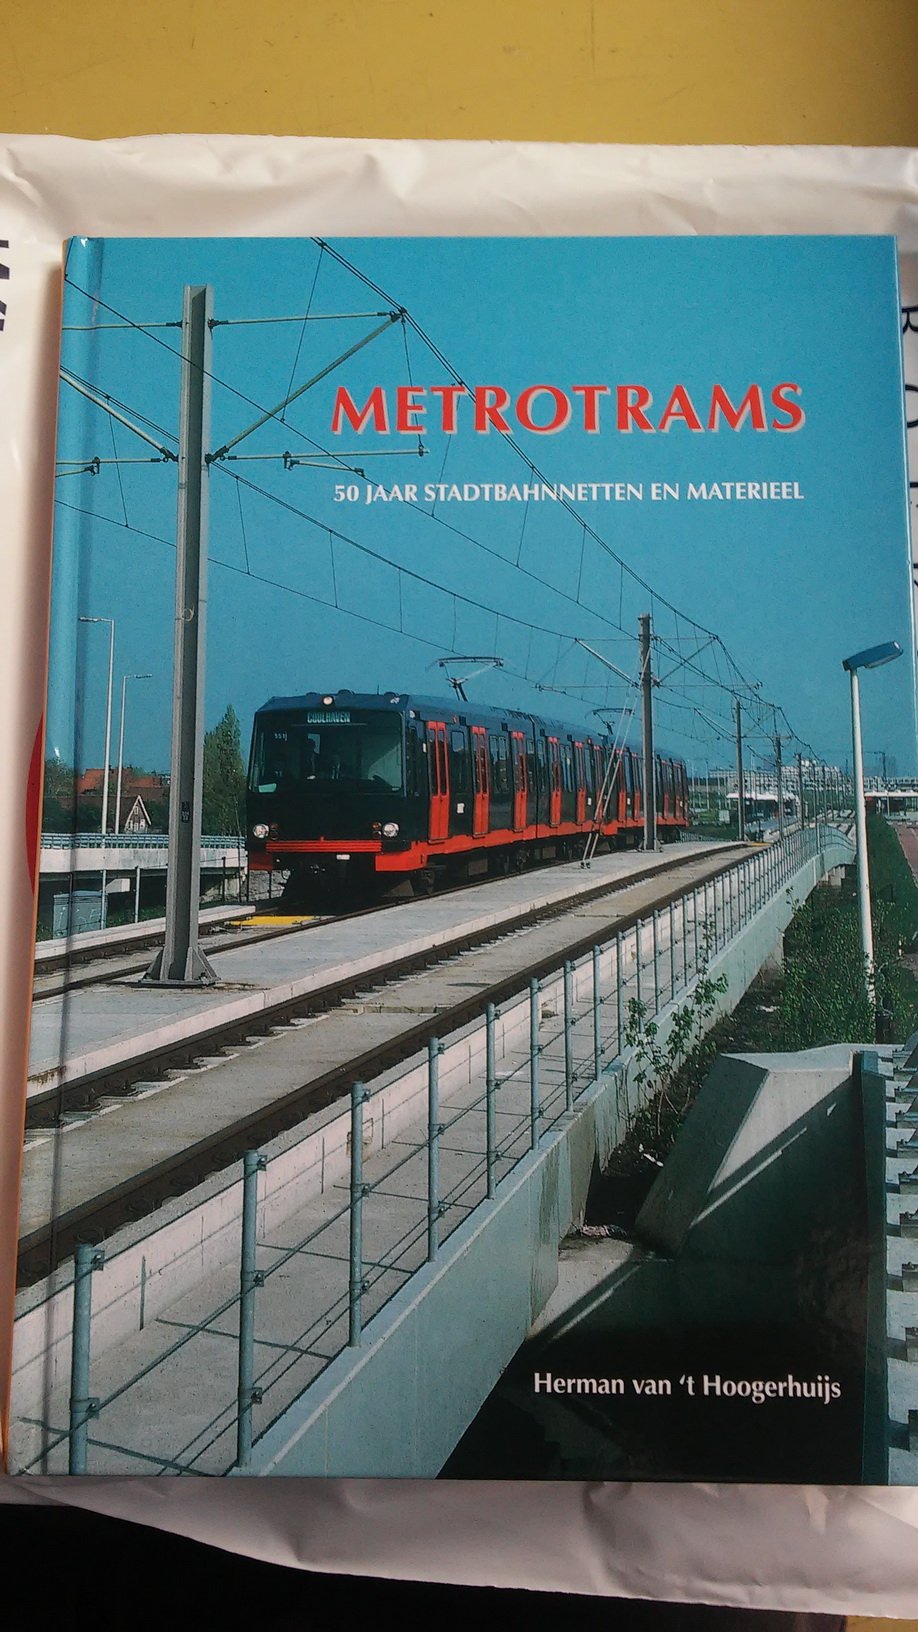 METROTRAMS
50 JAAR STADTBAHNNETTEN EN MATERIEEL
Herman van ‘t Hoogerhuijs